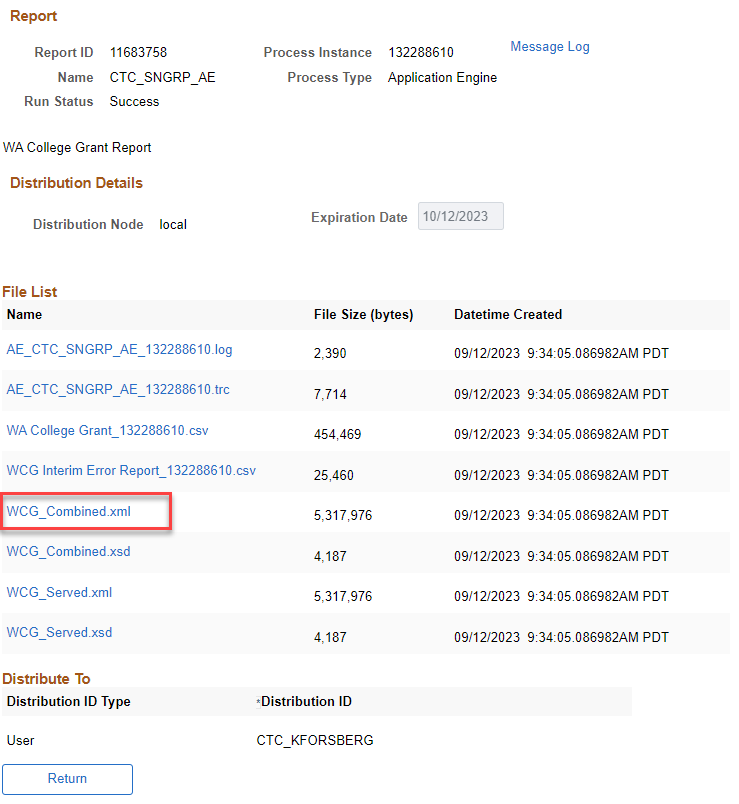 Report
Report ID 11683758 Process Instance 132288610 Message Log
Name CTC_SNGRP_AE Process Type Application Engine
Run Status Success
WA College Grant Report
Distribution Details
Distribution Node local Expiration Date 10/12/2023
File List
Name File Size (bytes) Datetime Created
AE_CTC_SNGRP_AE_132288610.log 2,390 09/12/2023 9:34:05.086982AM PDT
AE_CTC_SNGRP_AE_132288610.trc 7,714 09/12/2023 9:34:05.086982AM PDT
WA College Grant_132288610.csv 454,469 09/12/2023 9:34:05.086982AM PDT
WCG Interim Error Report_132288610.csv 25,460 09/12/2023 9:34:05.086982AM PDT
WCG_Combined.xml 5,317,976 09/12/2023 9:34:05.086982AM PDT
WCG_Combined.xsd 4,187 09/12/2023 9:34:05.086982AM PDT
WCG_Served.xml 5,317,976 09/12/2023 9:34:05.086982AM PDT
WCG_Served.xsd 4,187 09/12/2023 9:34:05.086982AM PDT
Distribute To
Distribution ID Type *Distribution ID
User CTC_KFORSBERG
Return